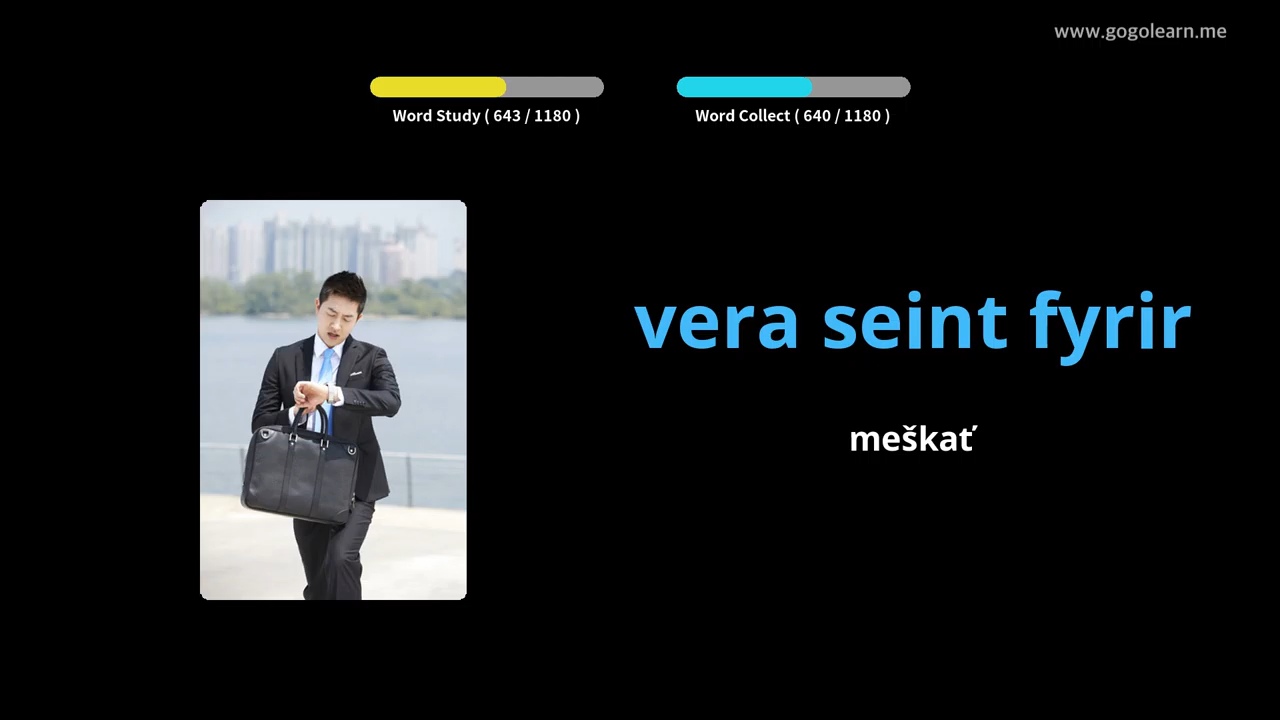 www.gogolearn.me
Word Study ( 643 / 1180 )
Word Collect ( 640 / 1180 )
vera seint fyrir
meškať